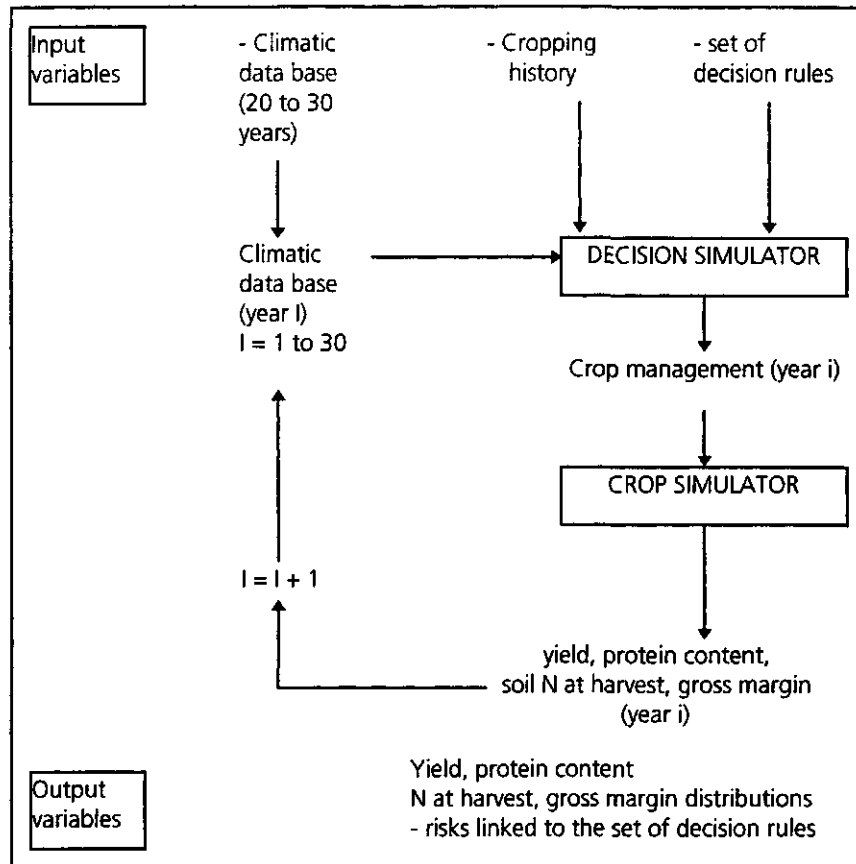 Input
variables
- Climatic
data base
(20 to 30
years)
- Cropping
history
- set of
decision rules
Climatic
data base
(year I)
I = 1 to 30
DECISION SIMULATOR
Crop management (year i)
CROP SIMULATOR
I = I + 1
yield, protein content,
soil N at harvest, gross margin
(year i)
Output
variables
Yield, protein content
N at harvest, gross margin distributions
- risks linked to the set of decision rules